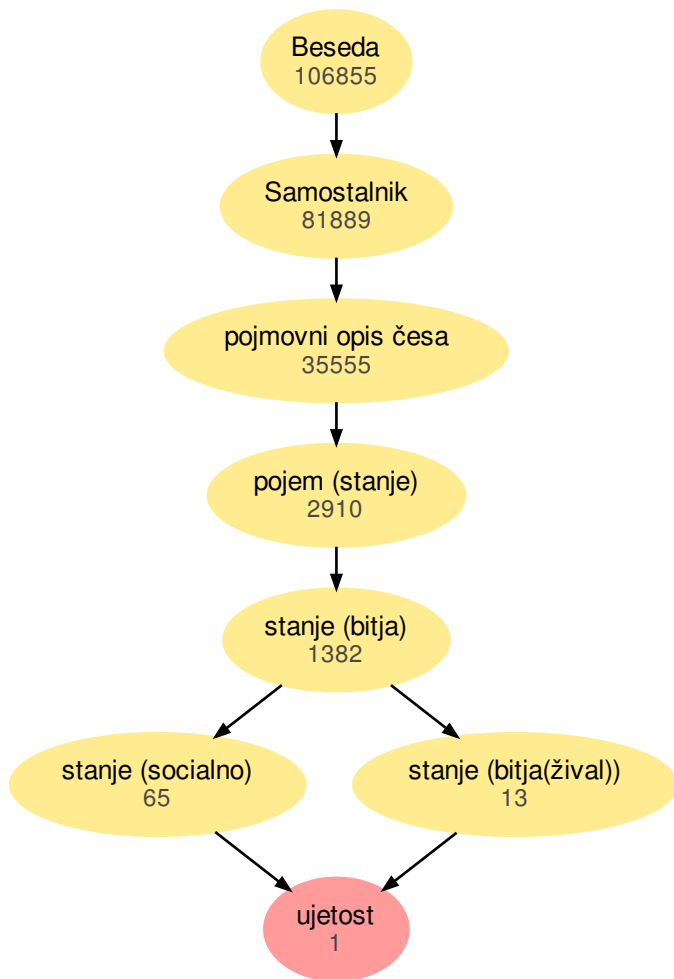 Beseda
106855
Samostalnik
81889
pojmovni opis česa
35555
pojem (stanje)
2910
stanje (bitja)
1382
stanje (socialno)
65
stanje (bitja(žival))
13
ujetost
1